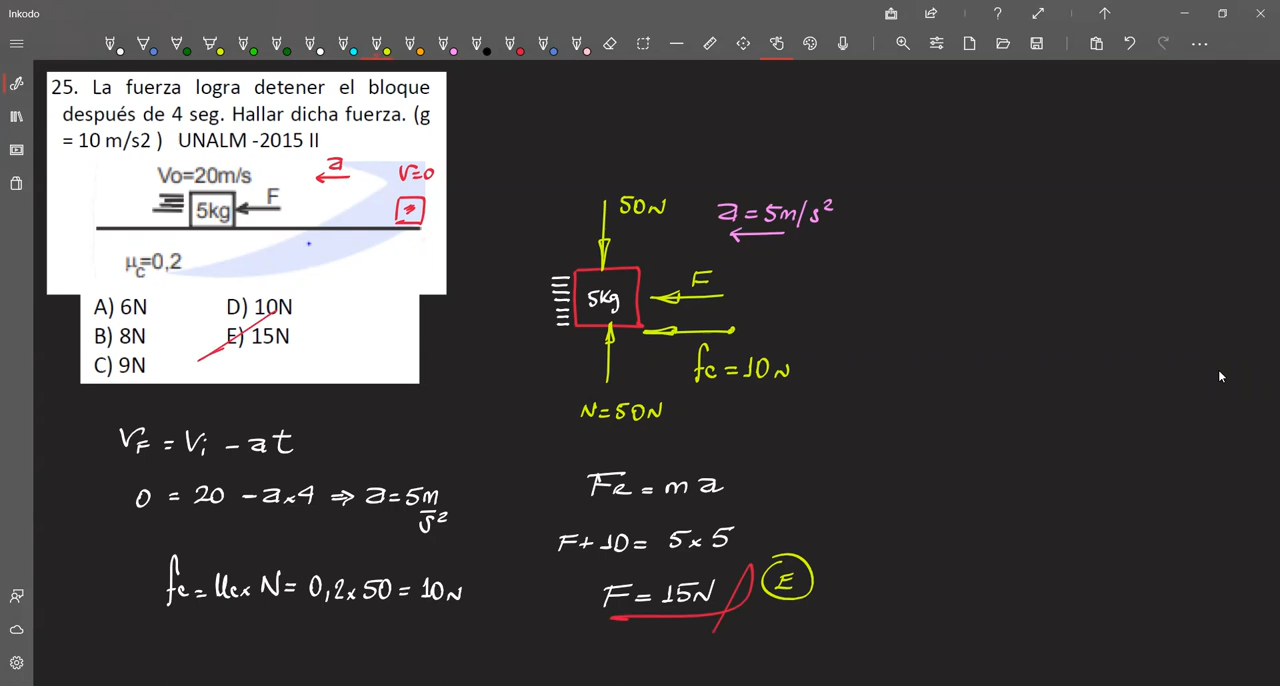 Inkodo
25. La fuerza logra detener el bloque
después de 4 seg. Hallar dicha fuerza. (g
= 10 m/s2 ) UNALM -2015 II
a
V=0
Vo=20m/s
F
5kg
μc=0,2
A) 6N D) 10N
B) 8N E) 15N
C) 9N
50N
a = 5m/s²
F
5Kg
fc = 10N
N=50N
VF = Vi - at
0 = 20 - a×4 ⇒ a = 5m/s²
fc = Uc × N = 0,2 × 50 = 10N
FR = m a
F + 10 = 5 × 5
F = 15N E